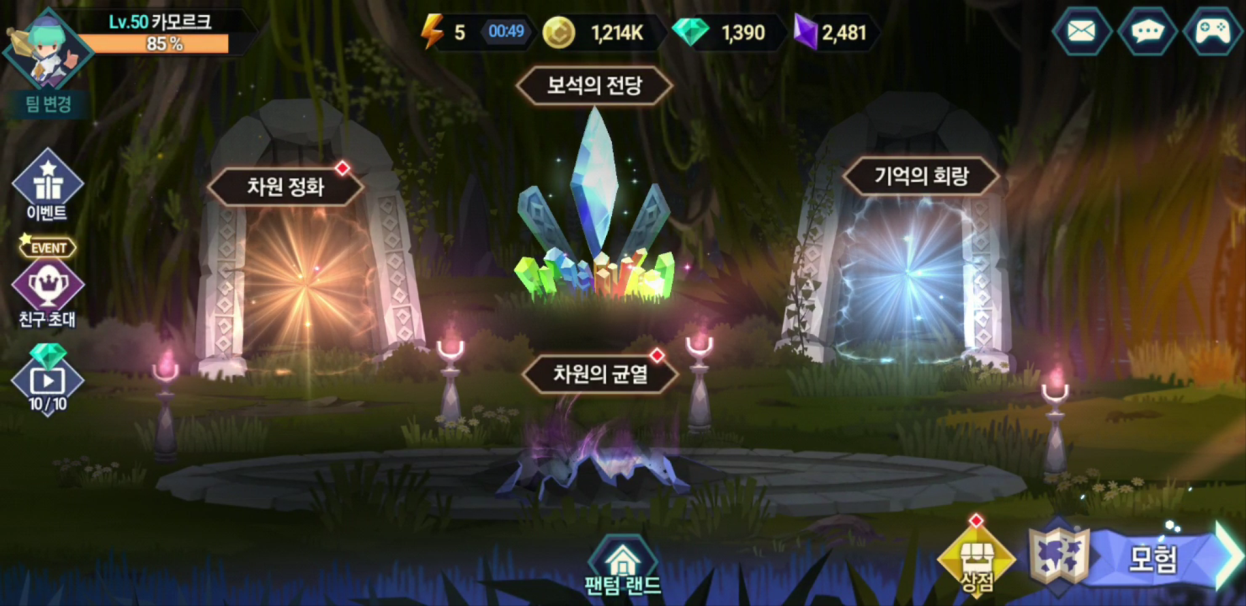 Lv.50 카모르크
85 %
팀 변경
5
00:49
1,214K
1,390
2,481
보석의 전당
차원 정화
기억의 회랑
이벤트
EVENT
친구 초대
10/10
차원의 균열
팬텀 랜드
상점
모험